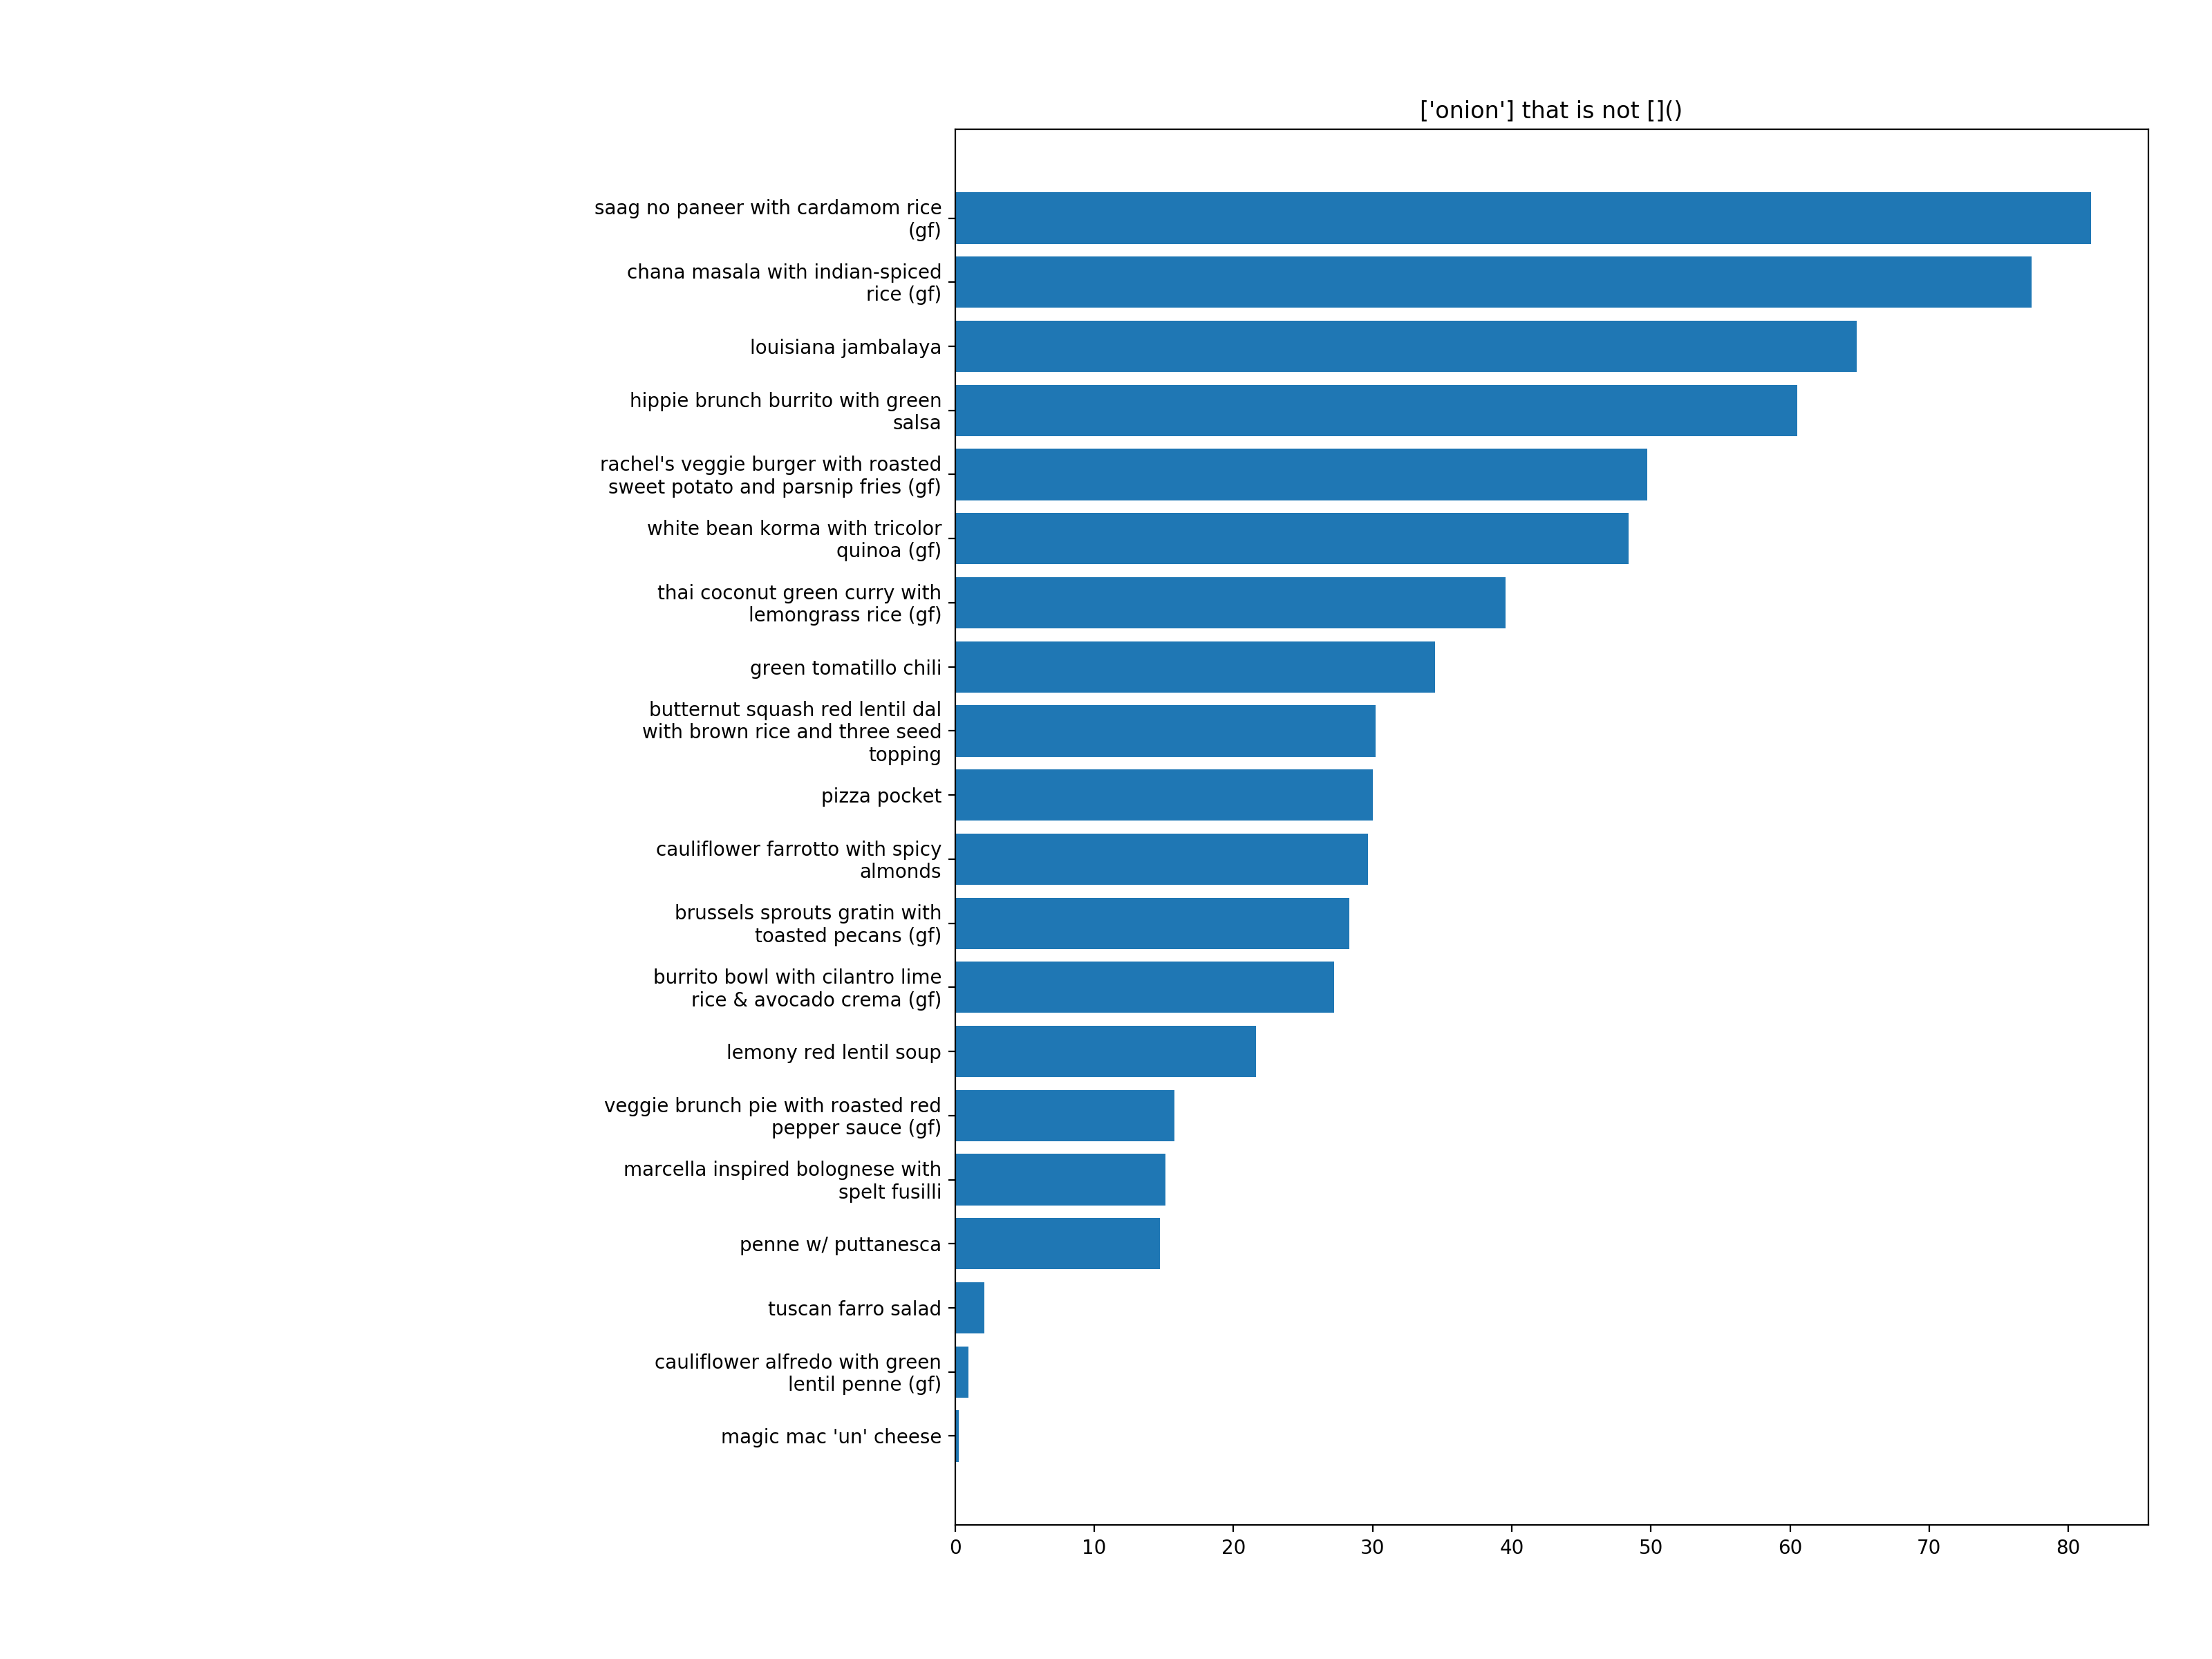 ['onion'] that is not []()
saag no paneer with cardamom rice
(gf)
chana masala with indian-spiced
rice (gf)
louisiana jambalaya
hippie brunch burrito with green
salsa
rachel's veggie burger with roasted
sweet potato and parsnip fries (gf)
white bean korma with tricolor
quinoa (gf)
thai coconut green curry with
lemongrass rice (gf)
green tomatillo chili
butternut squash red lentil dal
with brown rice and three seed
topping
pizza pocket
cauliflower farrotto with spicy
almonds
brussels sprouts gratin with
toasted pecans (gf)
burrito bowl with cilantro lime
rice & avocado crema (gf)
lemony red lentil soup
veggie brunch pie with roasted red
pepper sauce (gf)
marcella inspired bolognese with
spelt fusilli
penne w/ puttanesca
tuscan farro salad
cauliflower alfredo with green
lentil penne (gf)
magic mac 'un' cheese
0 10 20 30 40 50 60 70 80